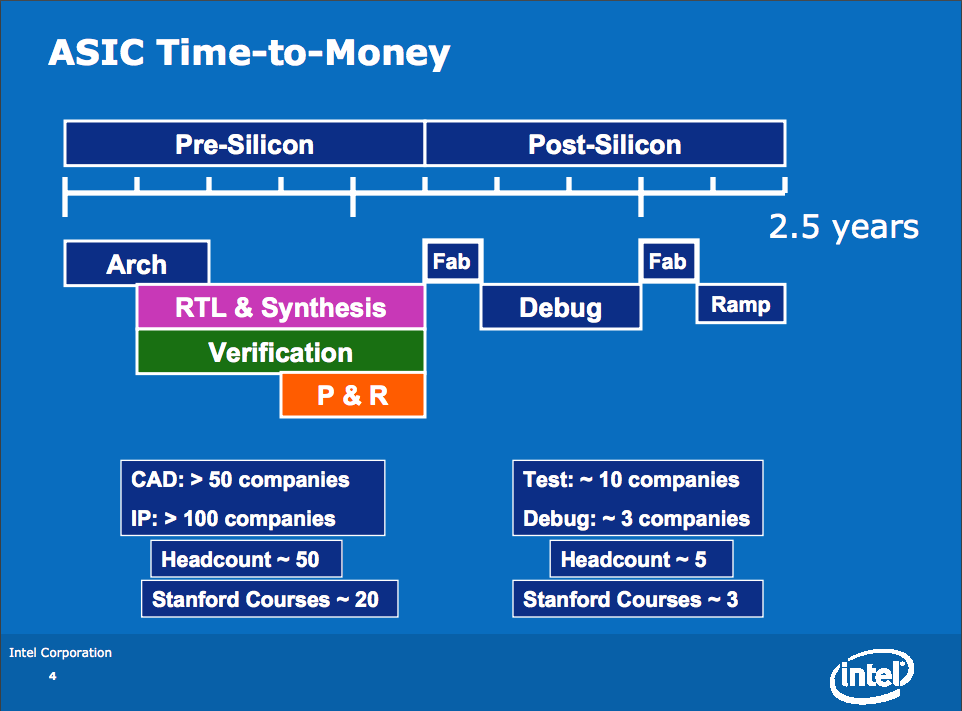 ASIC Time-to-Money
Pre-Silicon
Post-Silicon
2.5 years
Arch
Fab
Fab
RTL & Synthesis
Debug
Ramp
Verification
P & R
CAD: > 50 companies
IP: > 100 companies
Headcount ~ 50
Stanford Courses ~ 20
Test: ~ 10 companies
Debug: ~ 3 companies
Headcount ~ 5
Stanford Courses ~ 3
Intel Corporation
4
intel®